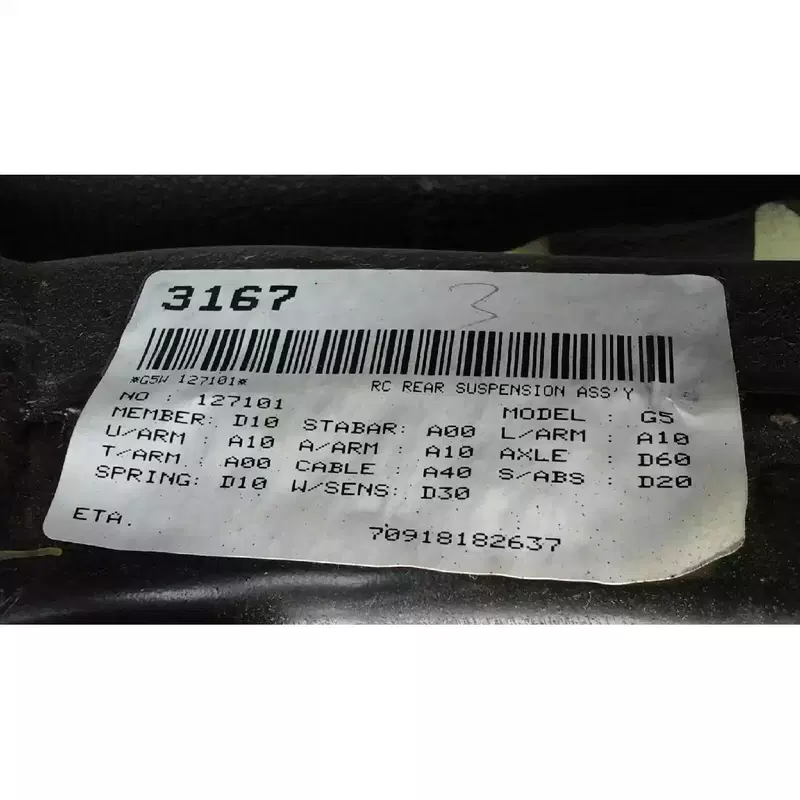 3167 3
*G5W 127101* RC REAR SUSPENSION ASS'Y
NO : 127101 MODEL : G5
MEMBER: D10 STABAR: A00 L/ARM : A10
U/ARM : A10 A/ARM : A10 AXLE : D60
T/ARM : A00 CABLE : A40 S/ABS : D20
SPRING: D10 W/SENS: D30
ETA. 70918182637